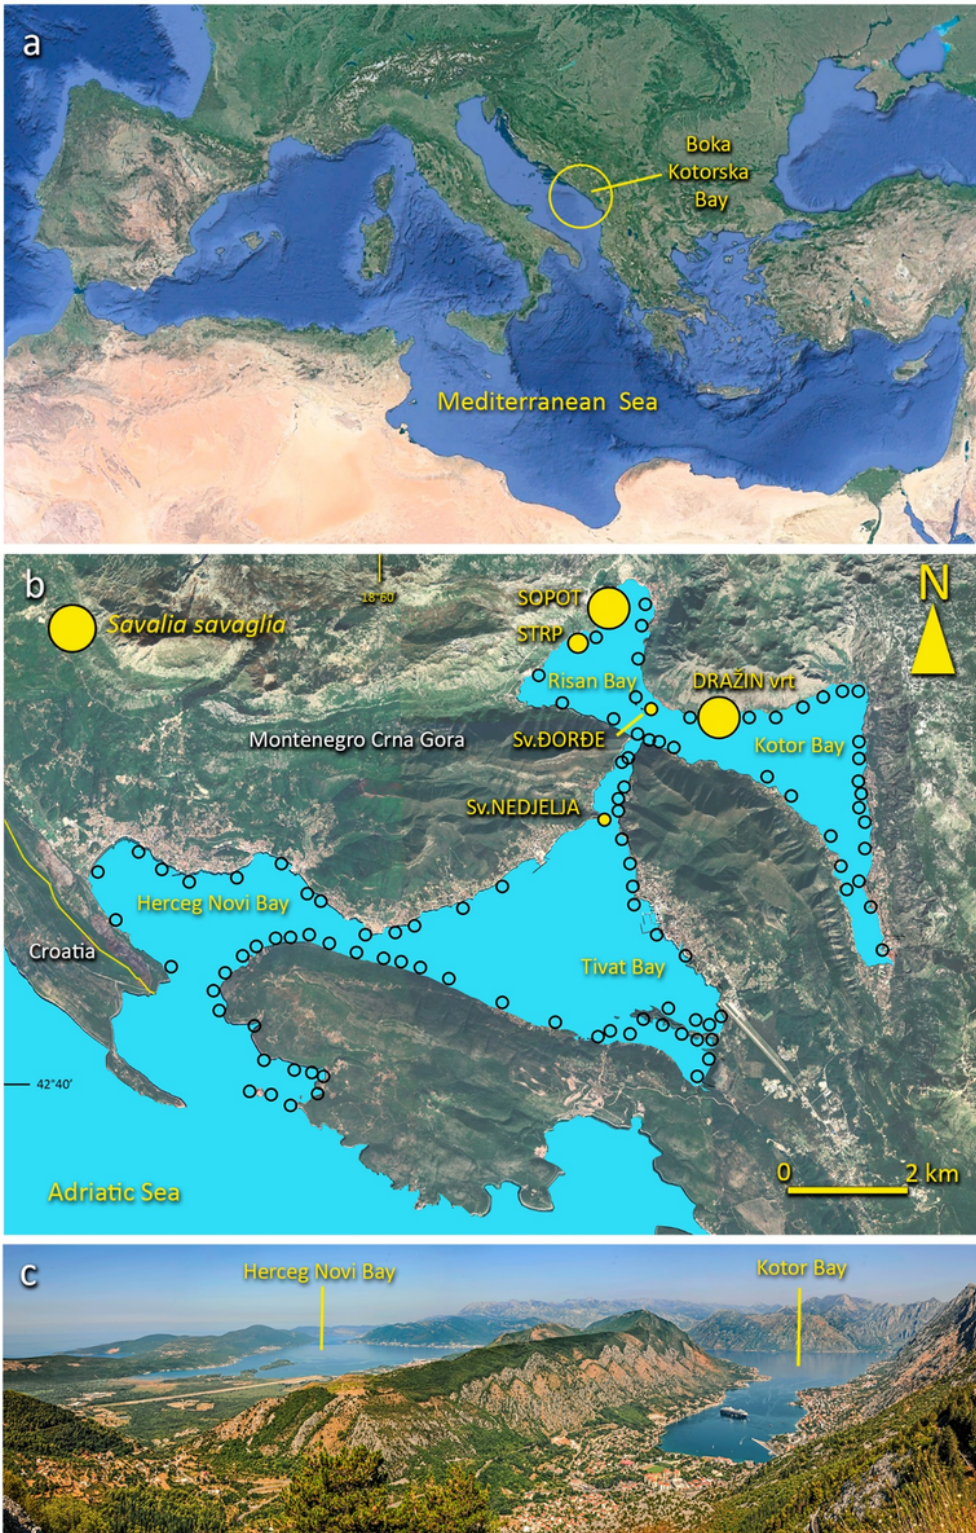 a
Boka
Kotorska
Bay
Mediterranean Sea
b
18°60'
N
Savalia savaglia
SOPOT
STRP
Risan Bay
DRAŽIN vrt
Montenegro Crna Gora
Sv.ĐORĐE
Kotor Bay
Sv.NEDJELJA
Herceg Novi Bay
Croatia
Tivat Bay
42°40'
0 2 km
Adriatic Sea
c
Herceg Novi Bay
Kotor Bay